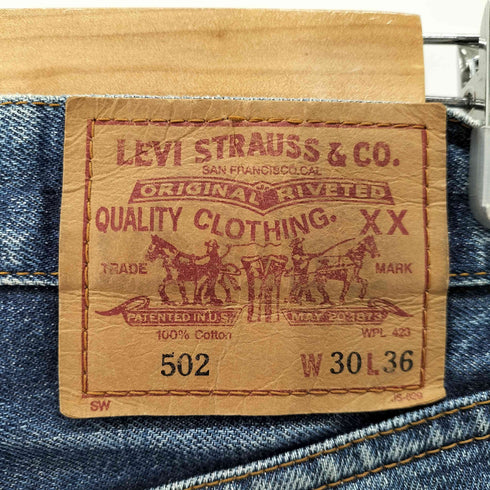 LEVI STRAUSS & CO.
SAN FRANCISCO, CAL
ORIGINAL RIVETED
QUALITY CLOTHING. XX
TRADE MARK
PATENTED IN U.S. MAY 20 1873
100% Cotton WPL 423
502 W 30 L 36
SW